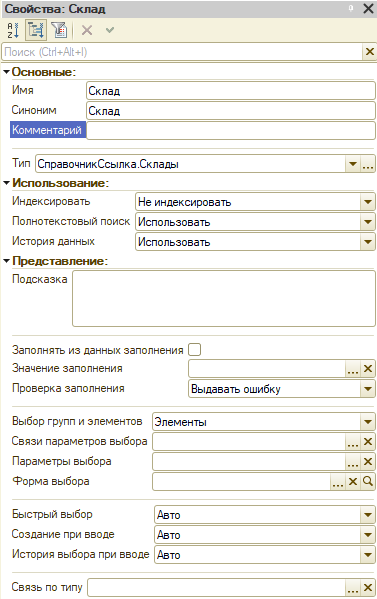 Свойства: Склад
Поиск (Ctrl+Alt+I)
Основные:
Имя Склад
Синоним Склад
Комментарий
Тип СправочникСсылка.Склады
Использование:
Индексировать Не индексировать
Полнотекстовый поиск Использовать
История данных Использовать
Представление:
Подсказка
Заполнять из данных заполнения
Значение заполнения
Проверка заполнения Выдавать ошибку
Выбор групп и элементов Элементы
Связи параметров выбора
Параметры выбора
Форма выбора
Быстрый выбор Авто
Создание при вводе Авто
История выбора при вводе Авто
Связь по типу